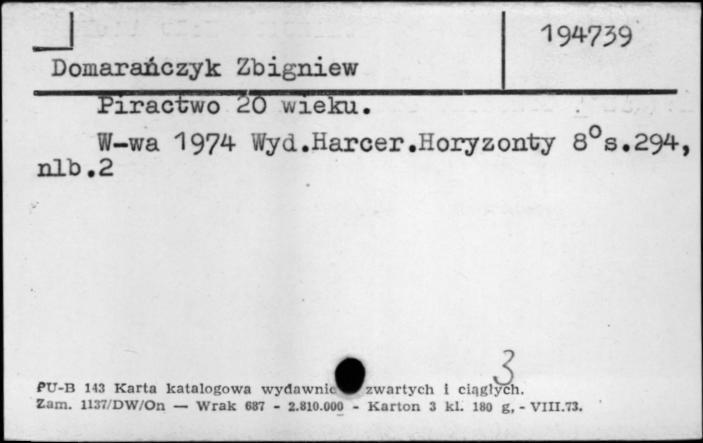 194739
Domarańczyk Zbigniew
Piractwo 20 wieku.
W-wa 1974 Wyd.Harcer.Horyzonty 8° s.294,
nlb.2
3
PU-B 143 Karta katalogowa wydawnic zwartych i ciągłych.
Zam. 1137/DW/On — Wrak 687 - 2.810.000 - Karton 3 kl. 180 g, - VIII.73.